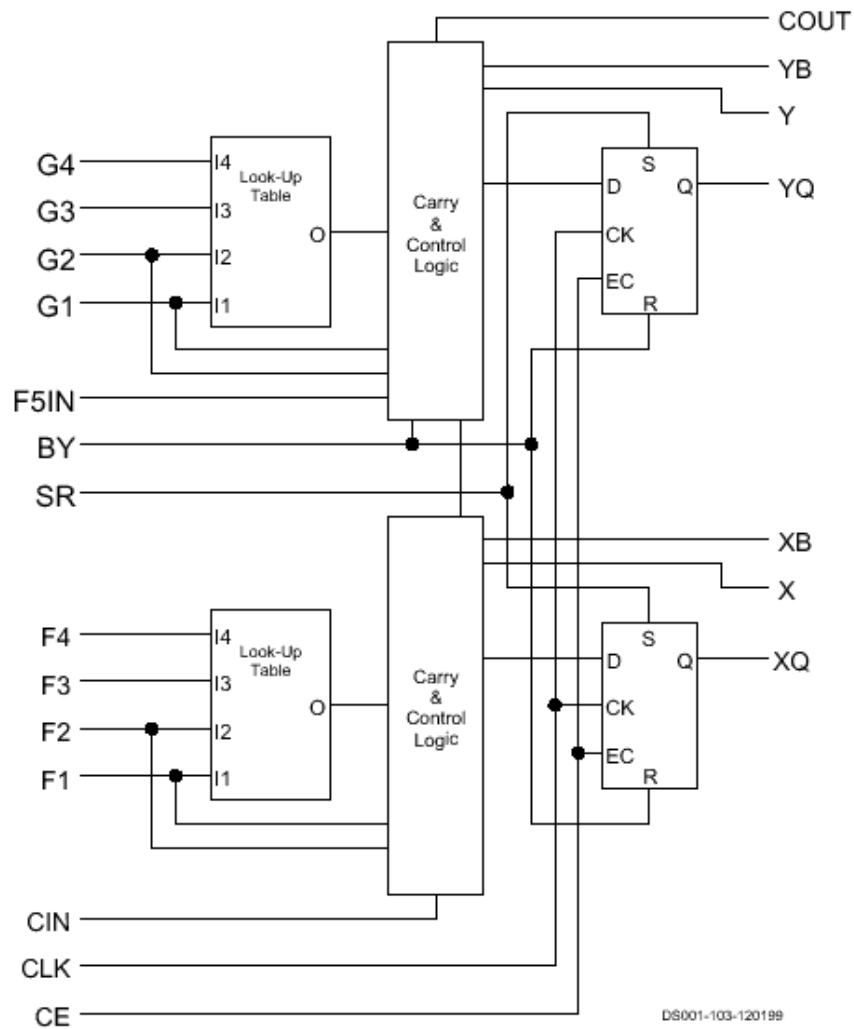 COUT
YB
Y
G4
I4
Look-Up
Table
S
D
Q
YQ
G3
I3
Carry
&
Control
Logic
O
CK
G2
I2
EC
G1
I1
R
F5IN
BY
SR
XB
X
F4
I4
Look-Up
Table
S
D
Q
XQ
F3
I3
Carry
&
Control
Logic
O
CK
F2
I2
EC
F1
I1
R
CIN
CLK
CE
DS001-103-120199